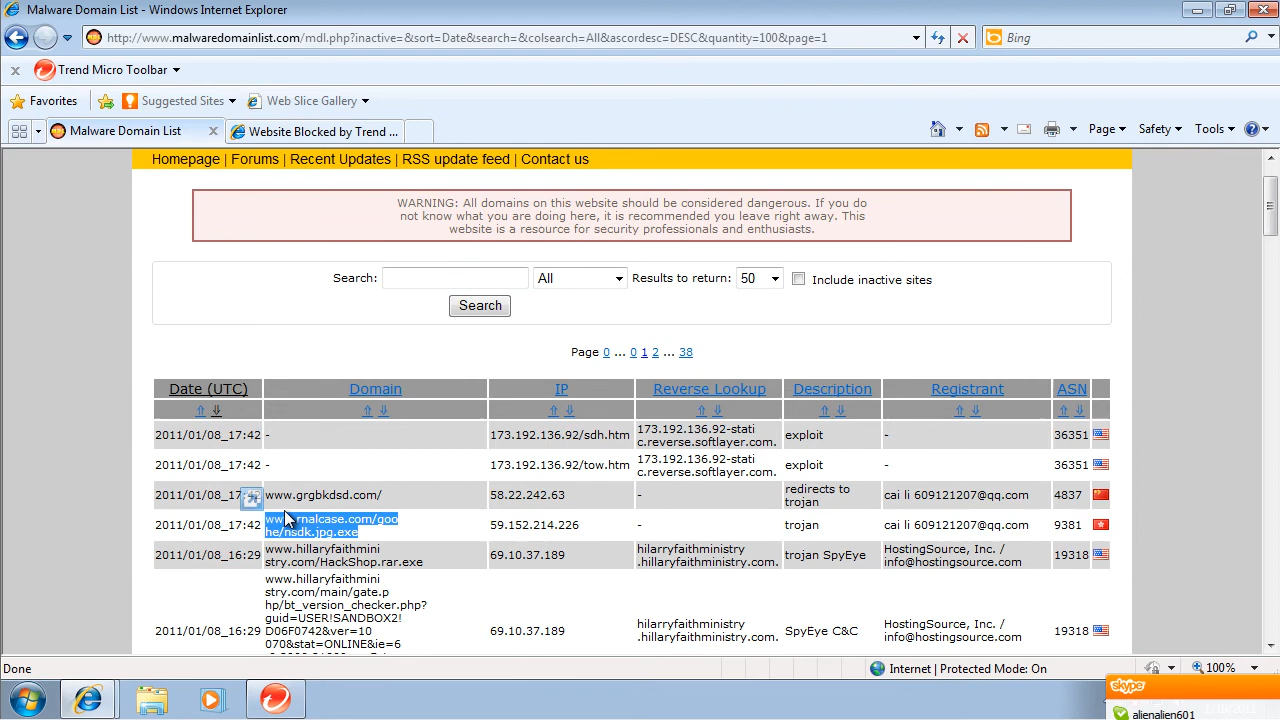 Malware Domain List - Windows Internet Explorer
http://www.malwaredomainlist.com/mdl.php?inactive=&sort=Date&search=&colsearch=All&ascordesc=DESC&quantity=100&page=1
Bing
x Trend Micro Toolbar
Favorites Suggested Sites Web Slice Gallery
Malware Domain List x Website Blocked by Trend ...
Page Safety Tools
Homepage | Forums | Recent Updates | RSS update feed | Contact us
WARNING: All domains on this website should be considered dangerous. If you do
not know what you are doing here, it is recommended you leave right away. This
website is a resource for security professionals and enthusiasts.
Search: All Results to return: 50 Include inactive sites
Search
Page 0 ... 0 1 2 ... 38
Date (UTC) Domain IP Reverse Lookup Description Registrant ASN
2011/01/08_17:42 - 173.192.136.92/sdh.htm 173.192.136.92-stati exploit - 36351
c.reverse.softlayer.com.
2011/01/08_17:42 - 173.192.136.92/tow.htm 173.192.136.92-stati exploit - 36351
c.reverse.softlayer.com.
2011/01/08_17 www.grgbkdsd.com/ 58.22.242.63 - redirects to cai li 609121207@qq.com 4837
trojan
2011/01/08_17:42 rnalcase.com/goo 59.152.214.226 - trojan cai li 609121207@qq.com 9381
he/nsdk.jpg.exe
2011/01/08_16:29 www.hillaryfaithmini 69.10.37.189 hilarryfaithministry trojan SpyEye HostingSource, Inc. / 19318
stry.com/HackShop.rar.exe .hillaryfaithministry.com. info@hostingsource.com
2011/01/08_16:29 www.hillaryfaithmini 69.10.37.189 hilarryfaithministry SpyEye C&C HostingSource, Inc. / 19318
stry.com/main/gate.p .hillaryfaithministry.com. info@hostingsource.com
hp/bt_version_checker.php?
guid=USER!SANDBOX2!
D06F0742&ver=10
070&stat=ONLINE&ie=6
Done Internet | Protected Mode: On 100%
skype
alienalien601